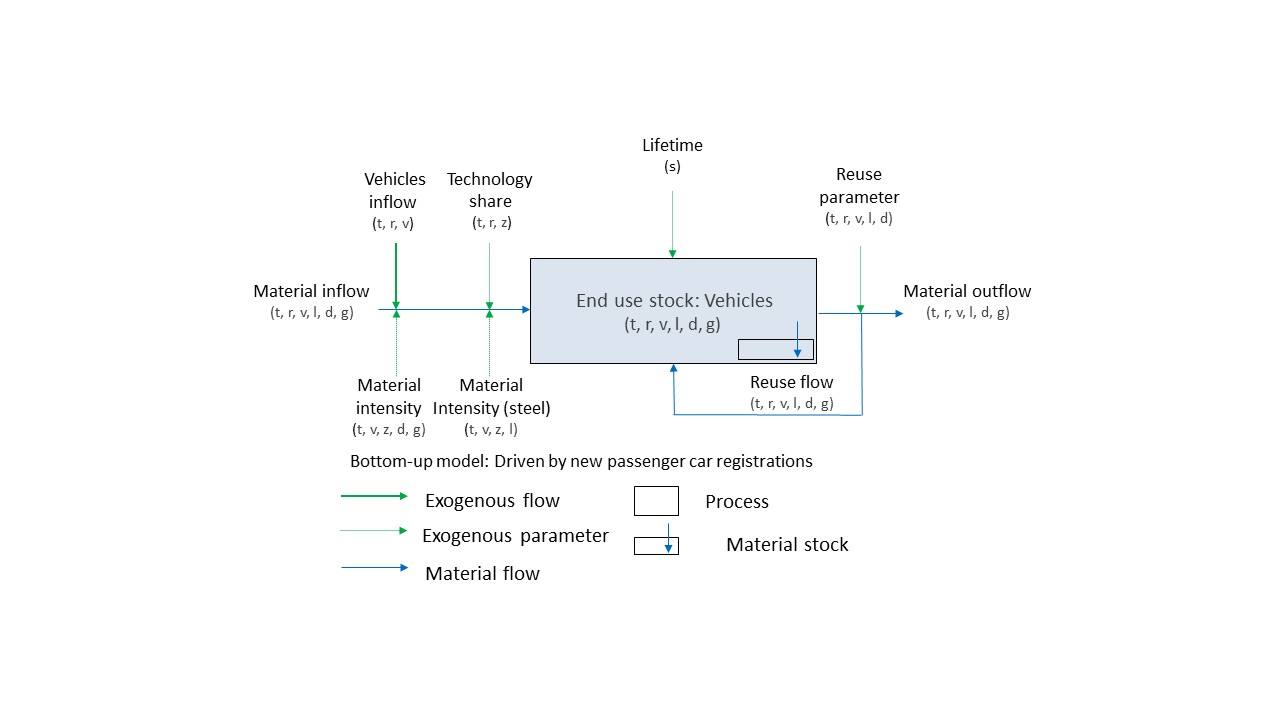 Lifetime
(s)
Vehicles
inflow
(t, r, v)
Technology
share
(t, r, z)
Reuse
parameter
(t, r, v, l, d)
Material inflow
(t, r, v, l, d, g)
End use stock: Vehicles
(t, r, v, l, d, g)
Material outflow
(t, r, v, l, d, g)
Material
intensity
(t, v, z, d, g)
Material
Intensity (steel)
(t, v, z, l)
Reuse flow
(t, r, v, l, d, g)
Bottom-up model: Driven by new passenger car registrations
Exogenous flow
Process
Exogenous parameter
Material stock
Material flow